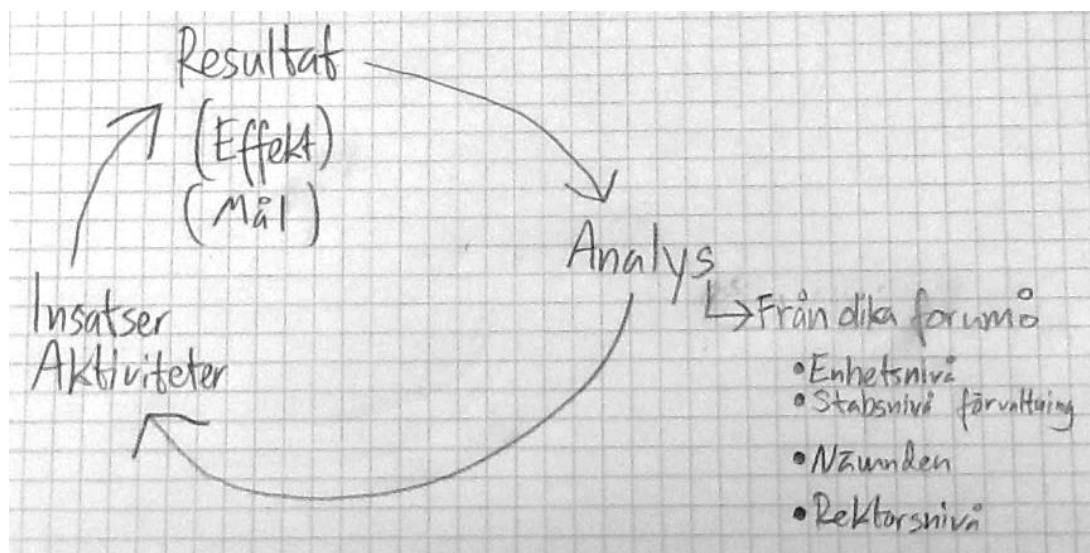 Resultat
(Effekt)
(Mål)
Analys
Från olika forum
Insatser
Aktiviteter
• Enhetsnivå
• Stabsnivå förvaltning
• Nämnden
• Rektorsnivå